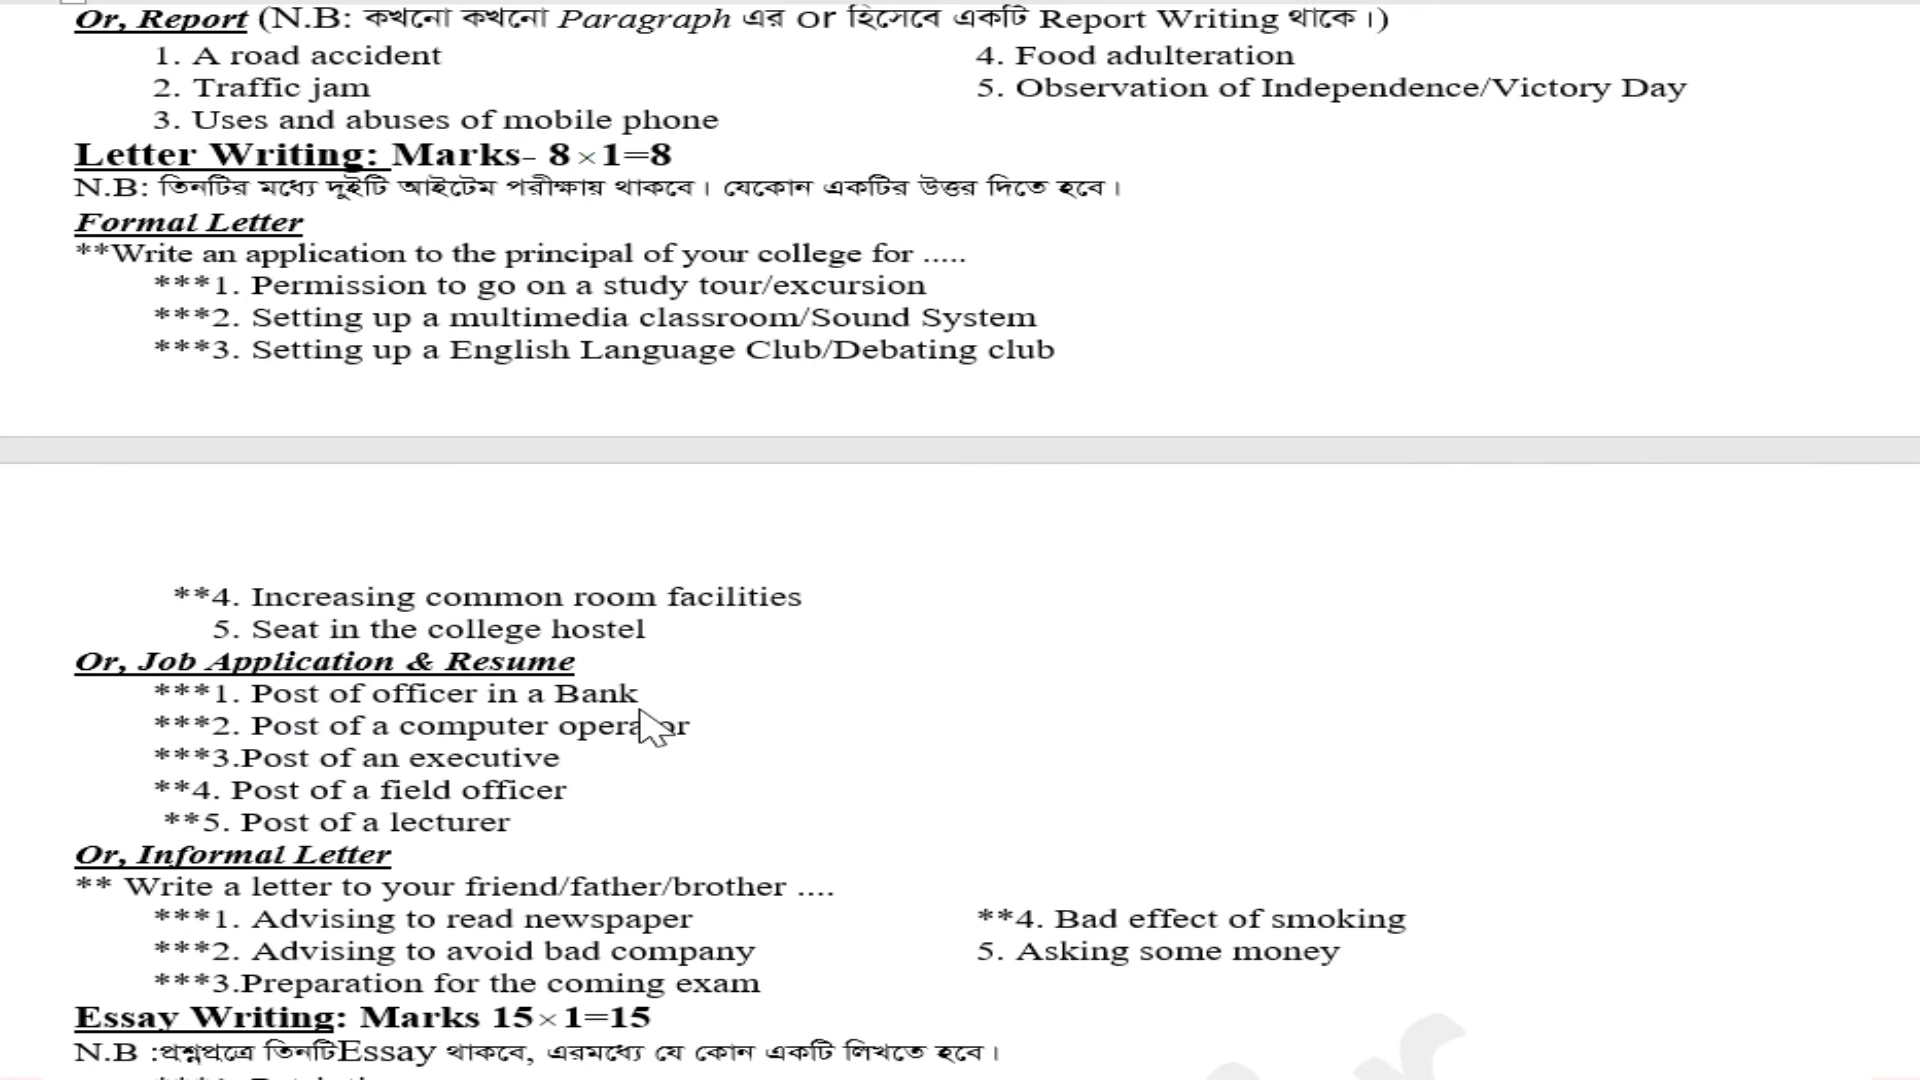 Or, Report (N.B: কখনো কখনো Paragraph এর or হিসেবে একটি Report Writing থাকে।)
1. A road accident
2. Traffic jam
3. Uses and abuses of mobile phone
4. Food adulteration
5. Observation of Independence/Victory Day
Letter Writing: Marks- 8×1=8
N.B: তিনটির মধ্যে দুইটি আইটেম পরীক্ষায় থাকবে। যেকোন একটির উত্তর দিতে হবে।
Formal Letter
**Write an application to the principal of your college for .....
***1. Permission to go on a study tour/excursion
***2. Setting up a multimedia classroom/Sound System
***3. Setting up a English Language Club/Debating club
**4. Increasing common room facilities
5. Seat in the college hostel
Or, Job Application & Resume
***1. Post of officer in a Bank
***2. Post of a computer operator
***3.Post of an executive
**4. Post of a field officer
**5. Post of a lecturer
Or, Informal Letter
** Write a letter to your friend/father/brother ....
***1. Advising to read newspaper
***2. Advising to avoid bad company
***3.Preparation for the coming exam
**4. Bad effect of smoking
5. Asking some money
Essay Writing: Marks 15×1=15
N.B :প্রশ্নপত্রে তিনটিEssay থাকবে, এরমধ্যে যে কোন একটি লিখতে হবে।